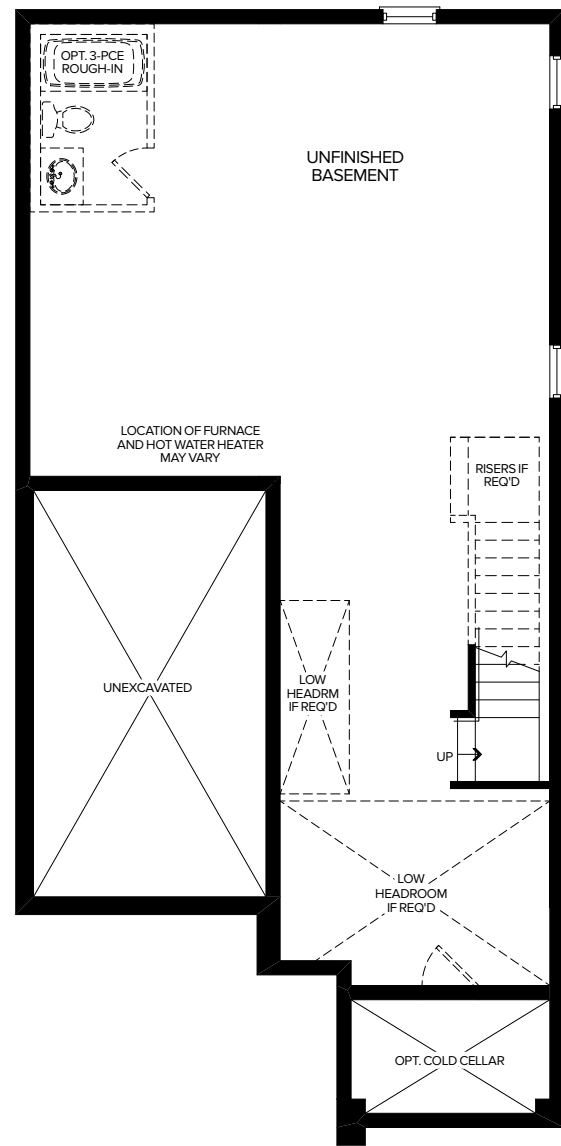 OPT. 3-PCE
ROUGH-IN
UNFINISHED
BASEMENT
LOCATION OF FURNACE
AND HOT WATER HEATER
MAY VARY
RISERS IF
REQ'D
UNEXCAVATED
LOW
HEADRM
IF REQ'D
UP
LOW
HEADROOM
IF REQ'D
OPT. COLD CELLAR